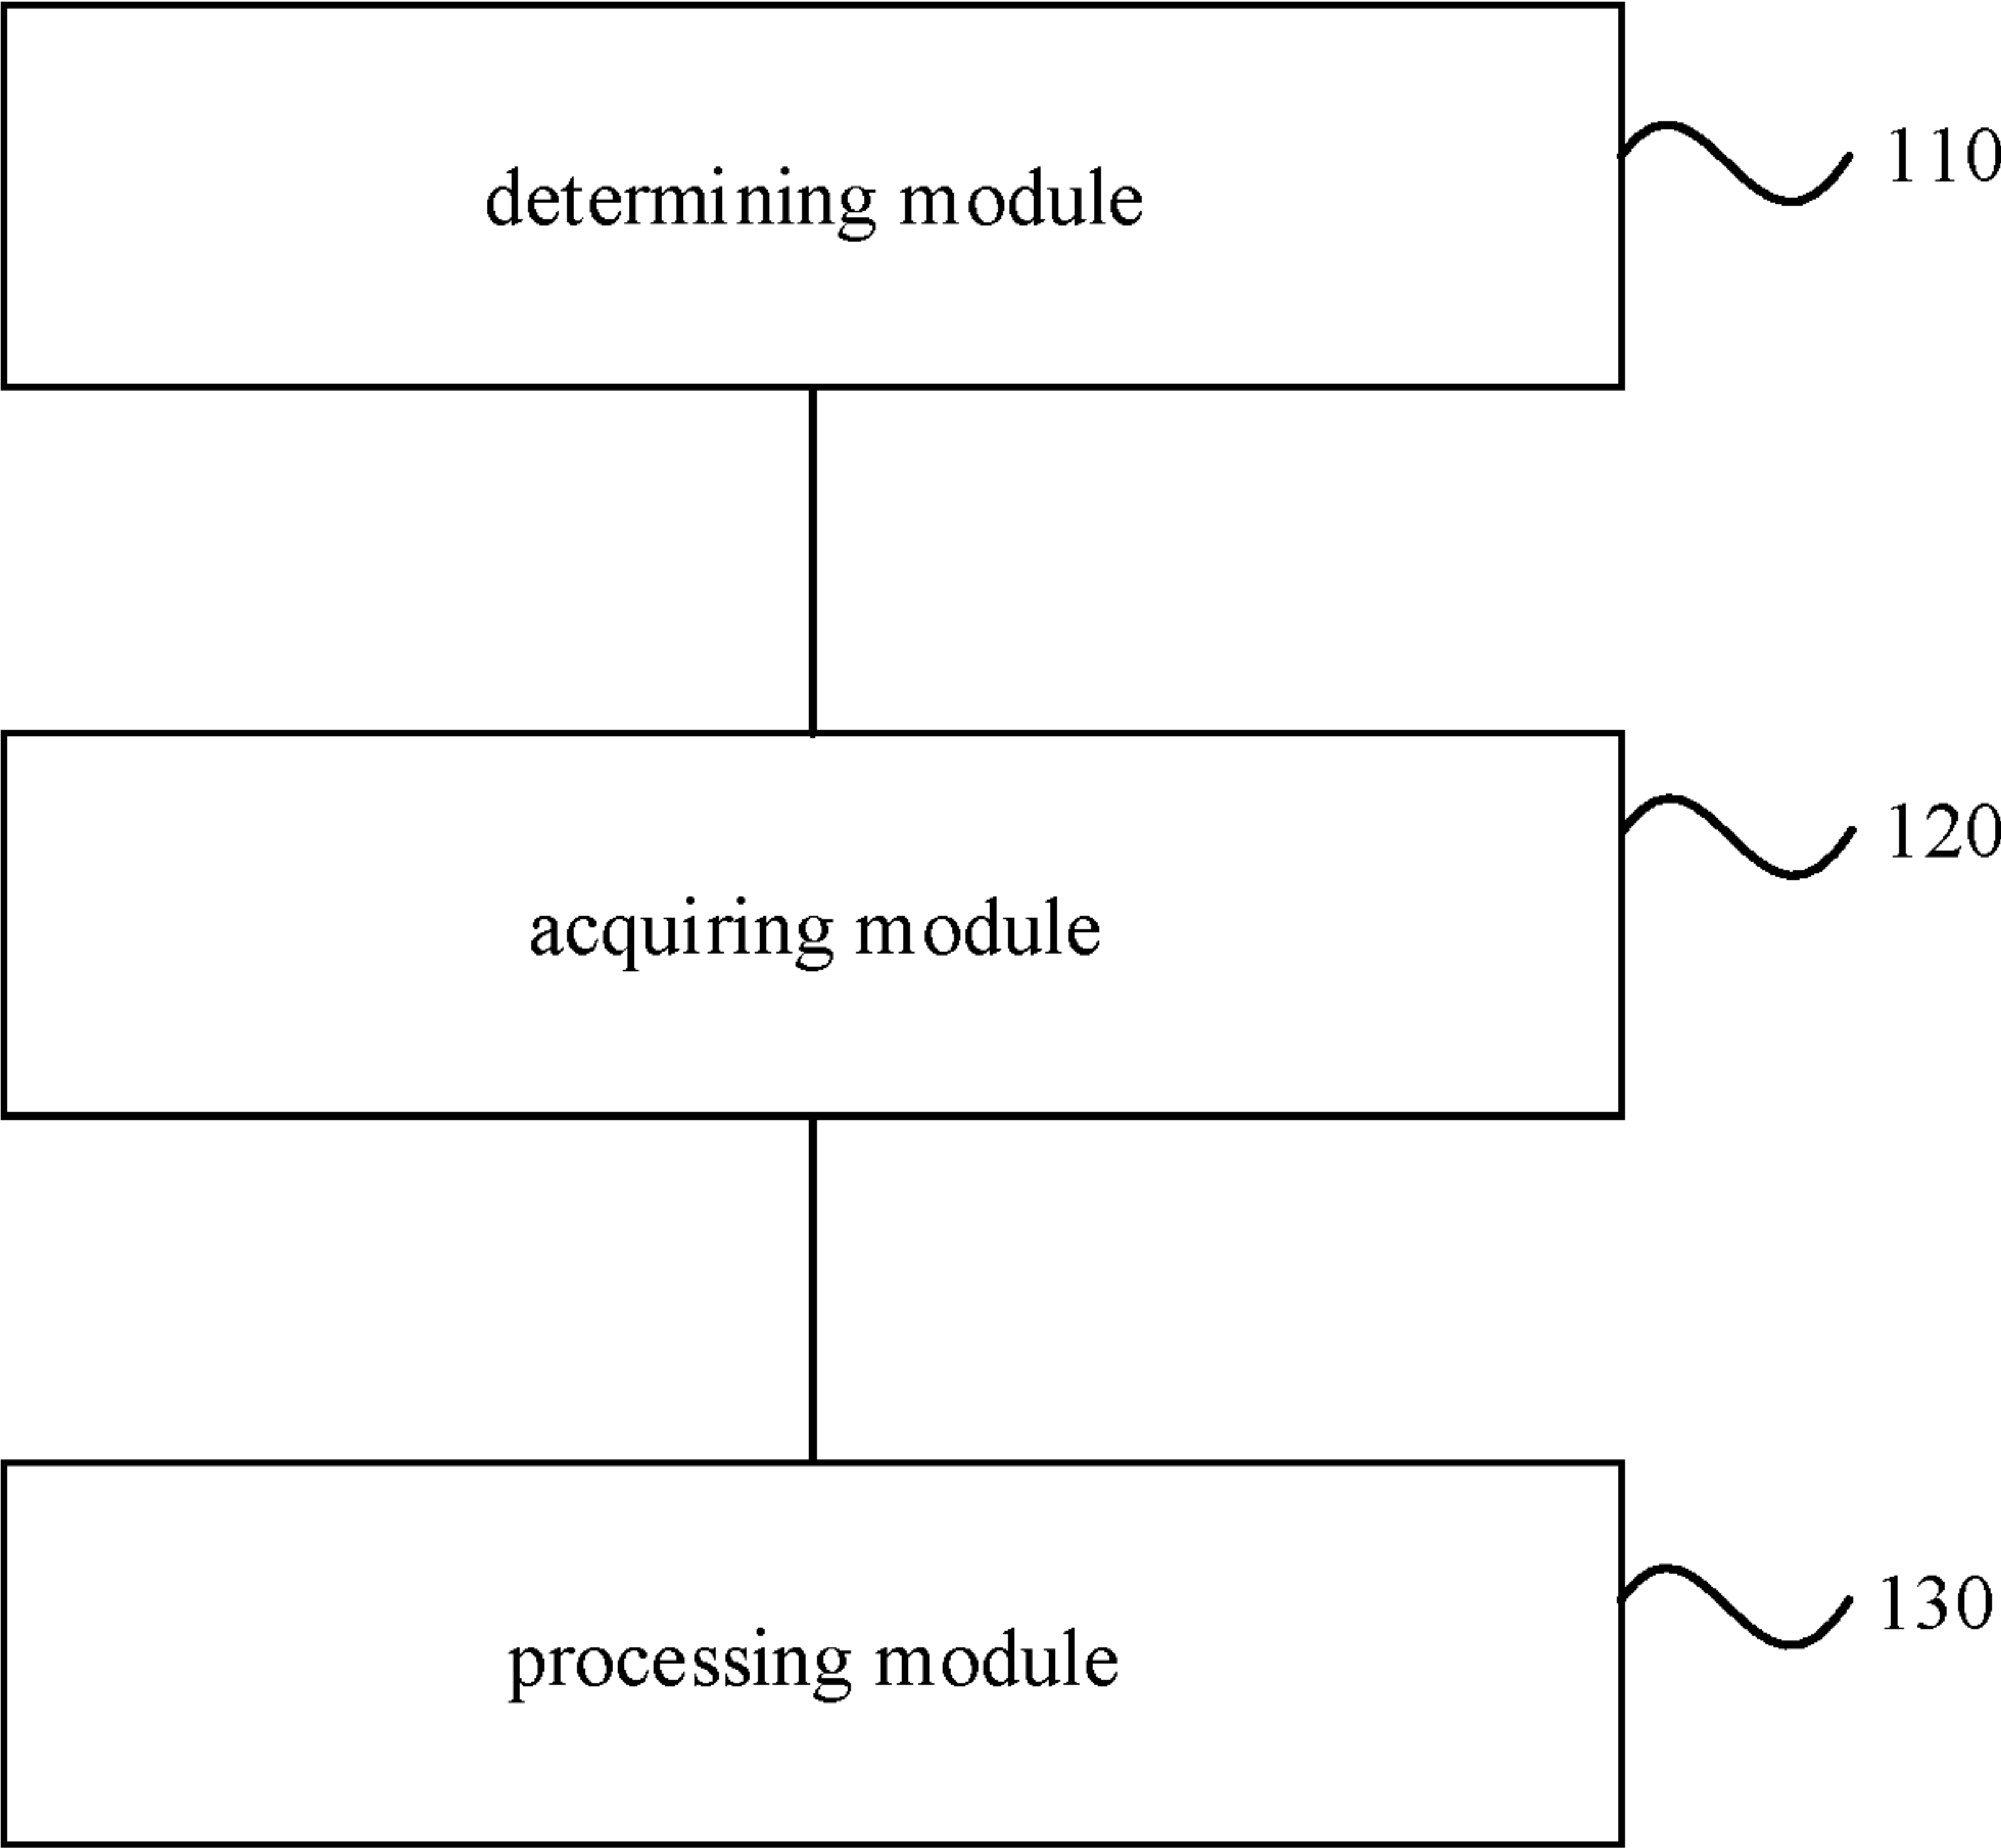 determining module
110
acquiring module
120
processing module
130